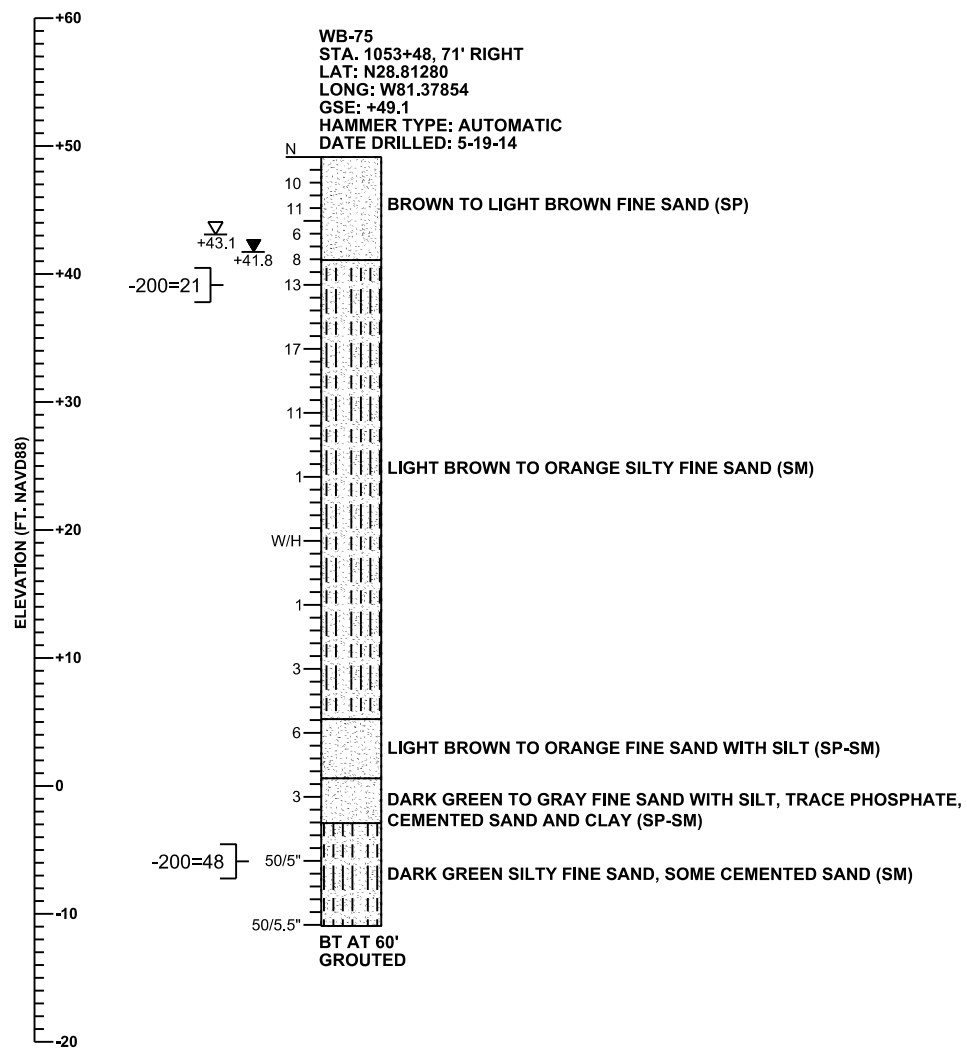 +60
WB-75
STA. 1053+48, 71' RIGHT
LAT: N28.81280
LONG: W81.37854
GSE: +49.1
HAMMER TYPE: AUTOMATIC
DATE DRILLED: 5-19-14
+50
N
10
11
BROWN TO LIGHT BROWN FINE SAND (SP)
6
+43.1
+41.8
8
+40
-200=21
13
17
+30
11
LIGHT BROWN TO ORANGE SILTY FINE SAND (SM)
1
+20
W/H
ELEVATION (FT. NAVD88)
1
+10
3
6
LIGHT BROWN TO ORANGE FINE SAND WITH SILT (SP-SM)
0
3
DARK GREEN TO GRAY FINE SAND WITH SILT, TRACE PHOSPHATE,
CEMENTED SAND AND CLAY (SP-SM)
-200=48
50/5"
DARK GREEN SILTY FINE SAND, SOME CEMENTED SAND (SM)
-10
50/5.5"
BT AT 60'
GROUTED
-20